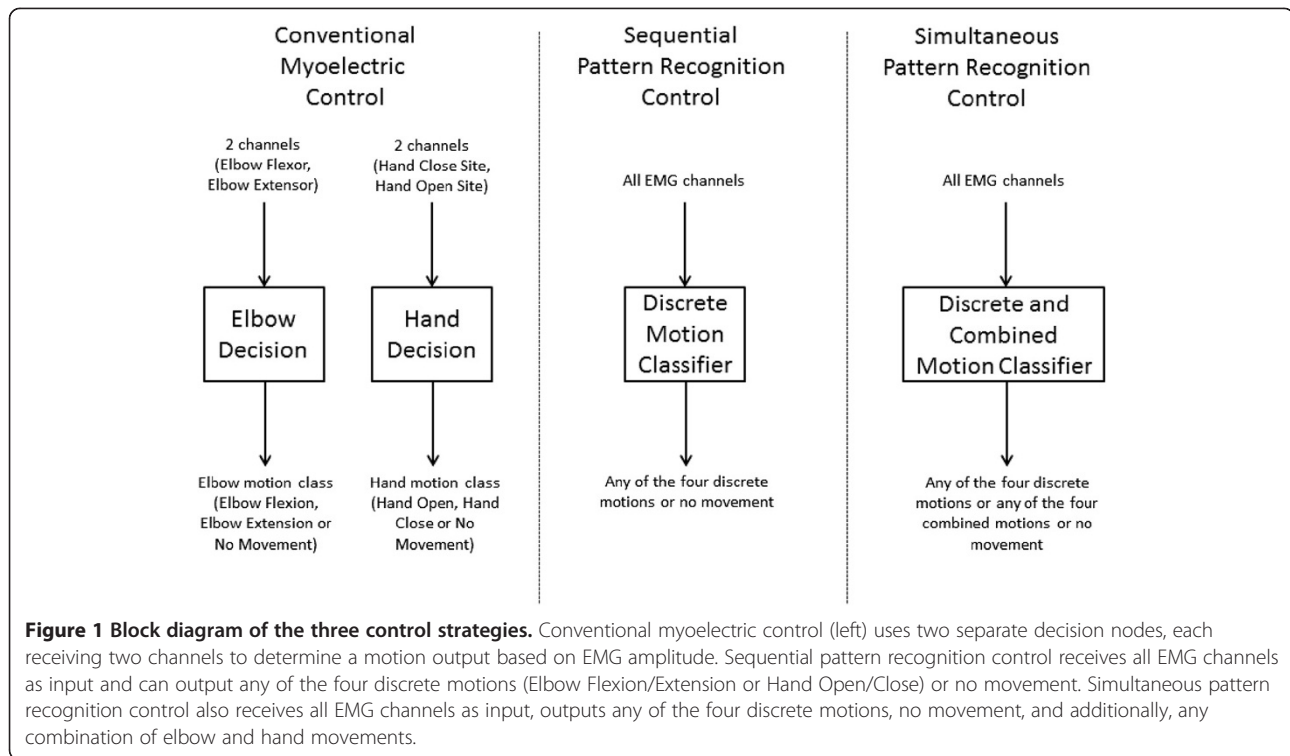 Conventional
Myoelectric
Control
2 channels
(Elbow Flexor,
Elbow Extensor)
2 channels
(Hand Close Site,
Hand Open Site)
Elbow
Decision
Hand
Decision
Elbow motion class
(Elbow Flexion,
Elbow Extension or
No Movement)
Hand motion class
(Hand Open, Hand
Close or No
Movement)
Sequential
Pattern Recognition
Control
All EMG channels
Discrete
Motion
Classifier
Any of the four discrete
motions or no movement
Simultaneous
Pattern Recognition
Control
All EMG channels
Discrete and
Combined
Motion Classifier
Any of the four discrete
motions or any of the four
combined motions or no
movement
Figure 1 Block diagram of the three control strategies. Conventional myoelectric control (left) uses two separate decision nodes, each
receiving two channels to determine a motion output based on EMG amplitude. Sequential pattern recognition control receives all EMG channels
as input and can output any of the four discrete motions (Elbow Flexion/Extension or Hand Open/Close) or no movement. Simultaneous pattern
recognition control also receives all EMG channels as input, outputs any of the four discrete motions, no movement, and additionally, any
combination of elbow and hand movements.